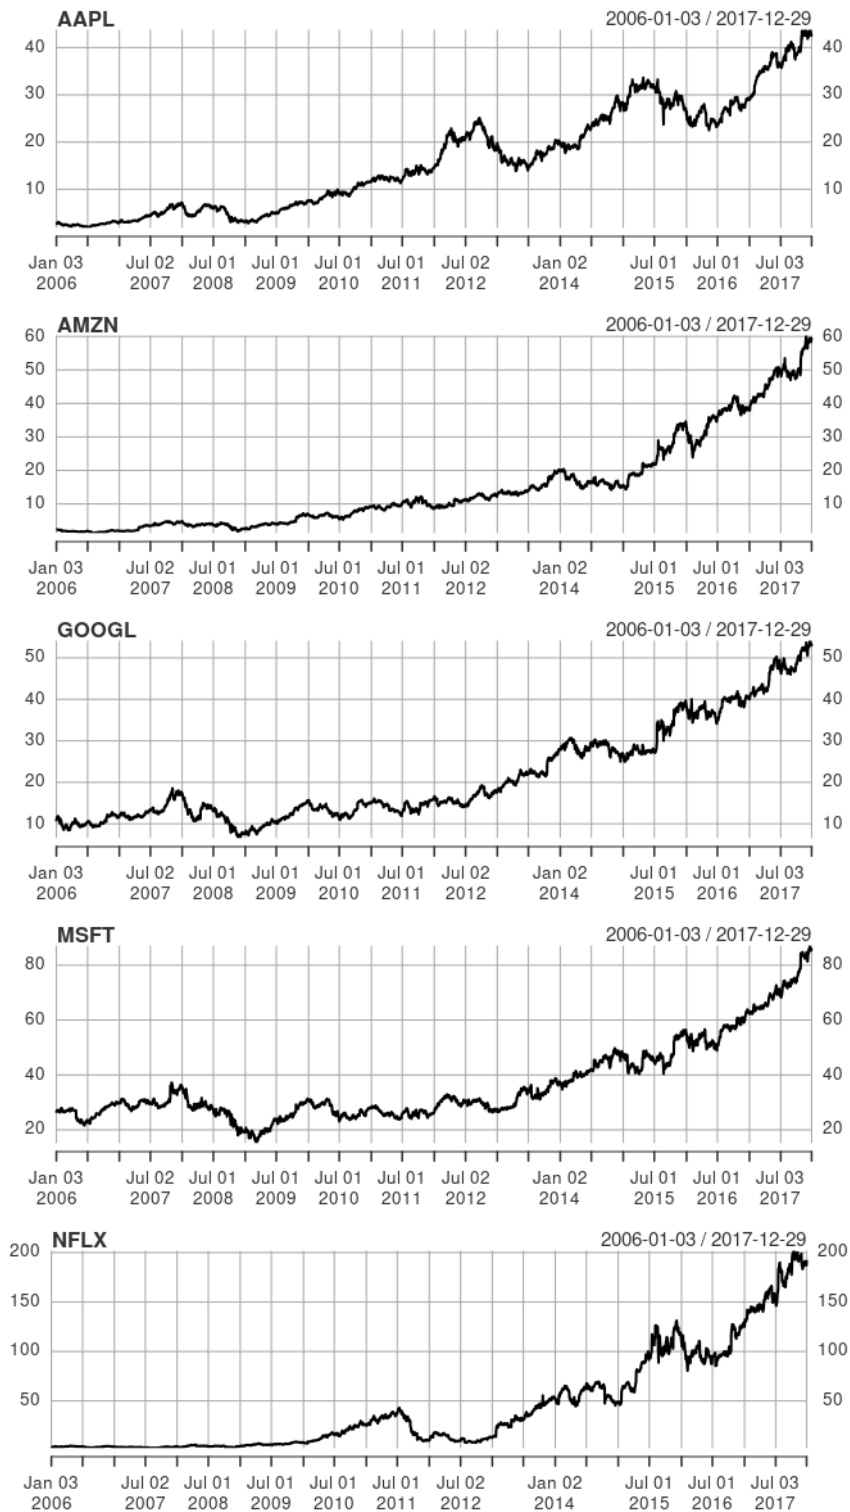 AAPL 2006-01-03 / 2017-12-29
40 40
30 30
20 20
10 10
Jan 03 Jul 02 Jul 01 Jul 01 Jul 01 Jul 01 Jul 02 Jan 02 Jul 01 Jul 01 Jul 03
2006 2007 2008 2009 2010 2011 2012 2014 2015 2016 2017
AMZN 2006-01-03 / 2017-12-29
60 60
50 50
40 40
30 30
20 20
10 10
Jan 03 Jul 02 Jul 01 Jul 01 Jul 01 Jul 01 Jul 02 Jan 02 Jul 01 Jul 01 Jul 03
2006 2007 2008 2009 2010 2011 2012 2014 2015 2016 2017
GOOGL 2006-01-03 / 2017-12-29
50 50
40 40
30 30
20 20
10 10
Jan 03 Jul 02 Jul 01 Jul 01 Jul 01 Jul 01 Jul 02 Jan 02 Jul 01 Jul 01 Jul 03
2006 2007 2008 2009 2010 2011 2012 2014 2015 2016 2017
MSFT 2006-01-03 / 2017-12-29
80 80
60 60
40 40
20 20
Jan 03 Jul 02 Jul 01 Jul 01 Jul 01 Jul 01 Jul 02 Jan 02 Jul 01 Jul 01 Jul 03
2006 2007 2008 2009 2010 2011 2012 2014 2015 2016 2017
NFLX 2006-01-03 / 2017-12-29
200 200
150 150
100 100
50 50
Jan 03 Jul 02 Jul 01 Jul 01 Jul 01 Jul 01 Jul 02 Jan 02 Jul 01 Jul 01 Jul 03
2006 2007 2008 2009 2010 2011 2012 2014 2015 2016 2017